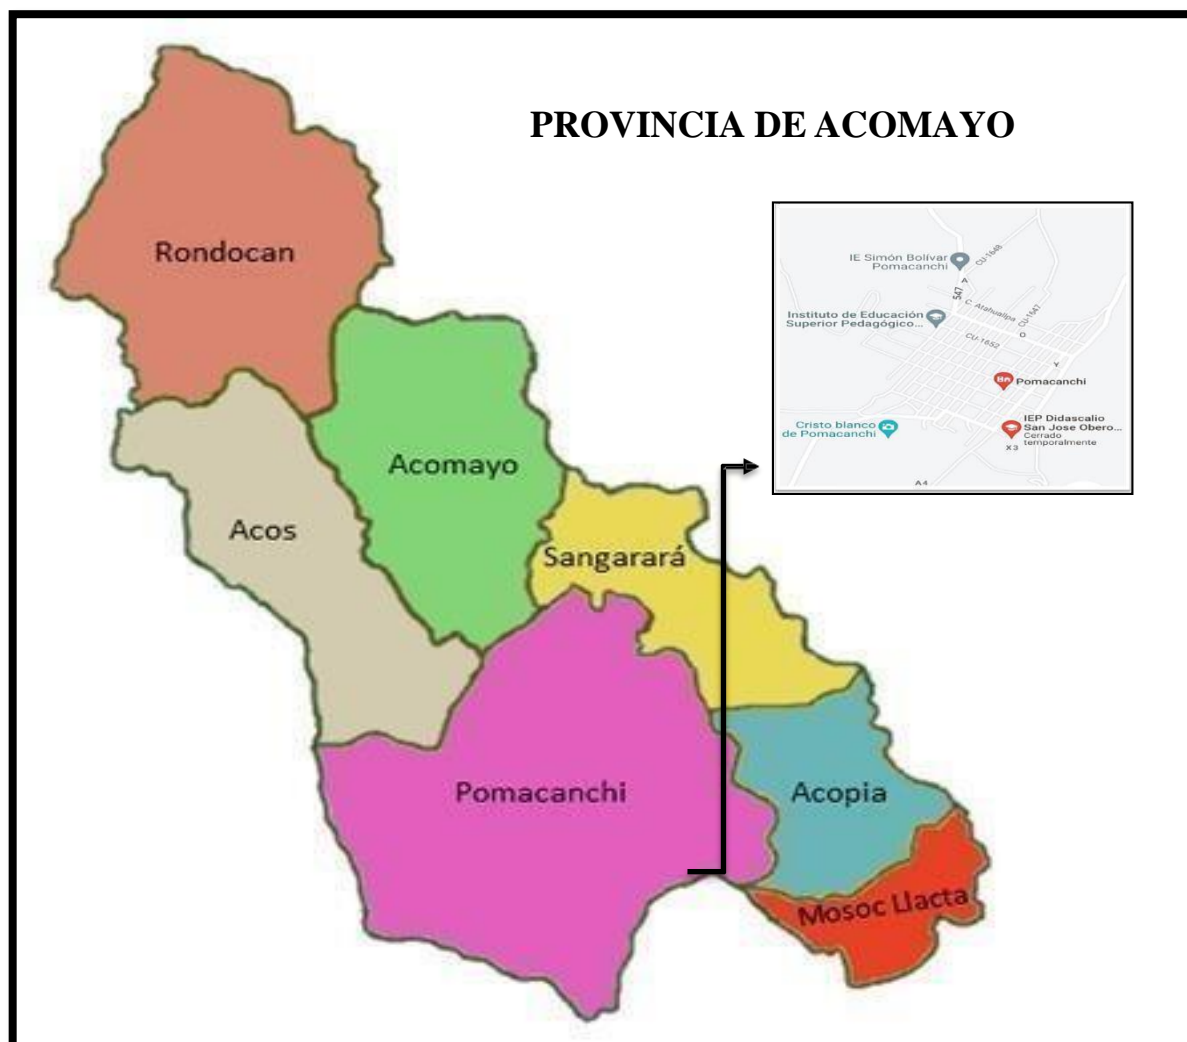 PROVINCIA DE ACOMAYO
Rondocan
IE Simón Bolívar
Pomacanchi
CU-1648
A
547
C. Atahuallpa
CU-1647
Instituto de Educación
Superior Pedagógico...
O
CU-1652
Y
Pomacanchi
IEP Didascalio
San Jose Obero...
Cerrado
temporalmente
Cristo blanco
de Pomacanchi
X3
A4
Acomayo
Acos
Sangarará
Pomacanchi
Acopia
Mosoc Llacta